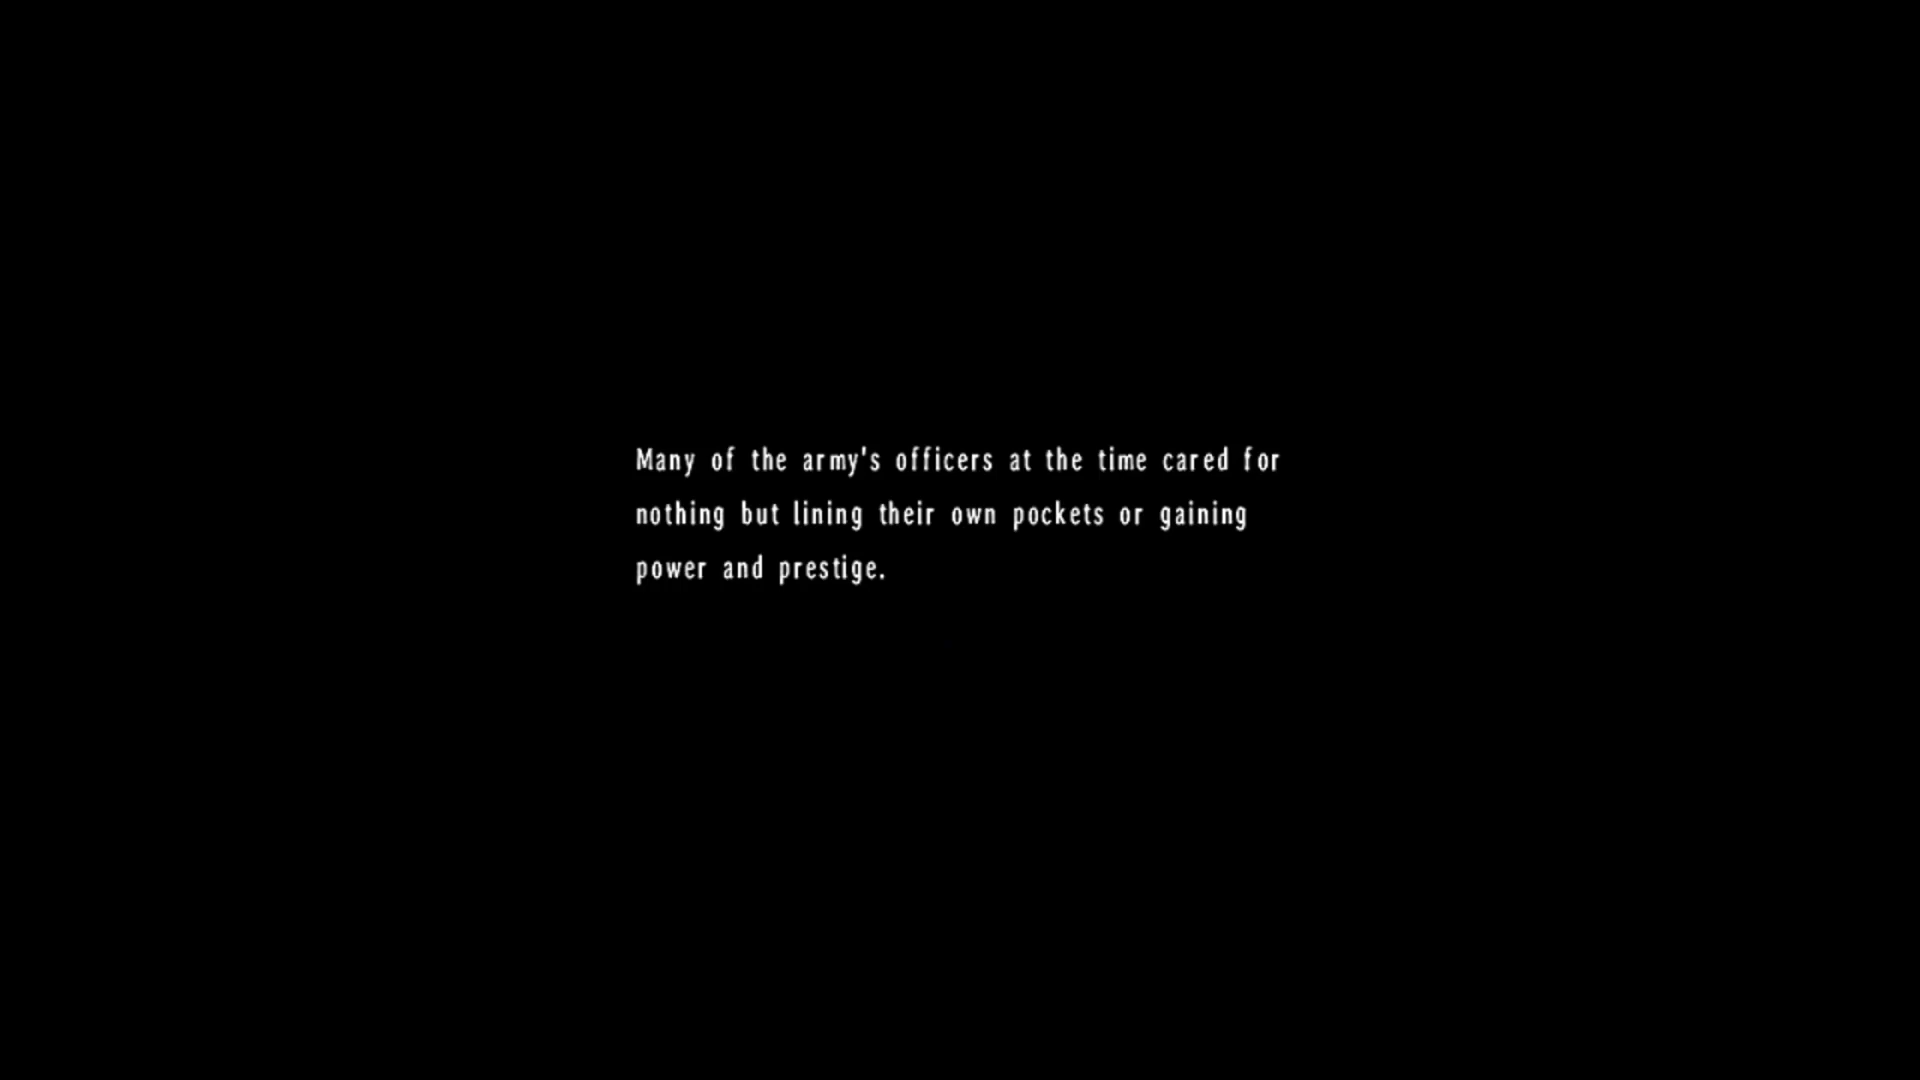 Many of the army's officers at the time cared for
nothing but lining their own pockets or gaining
power and prestige.